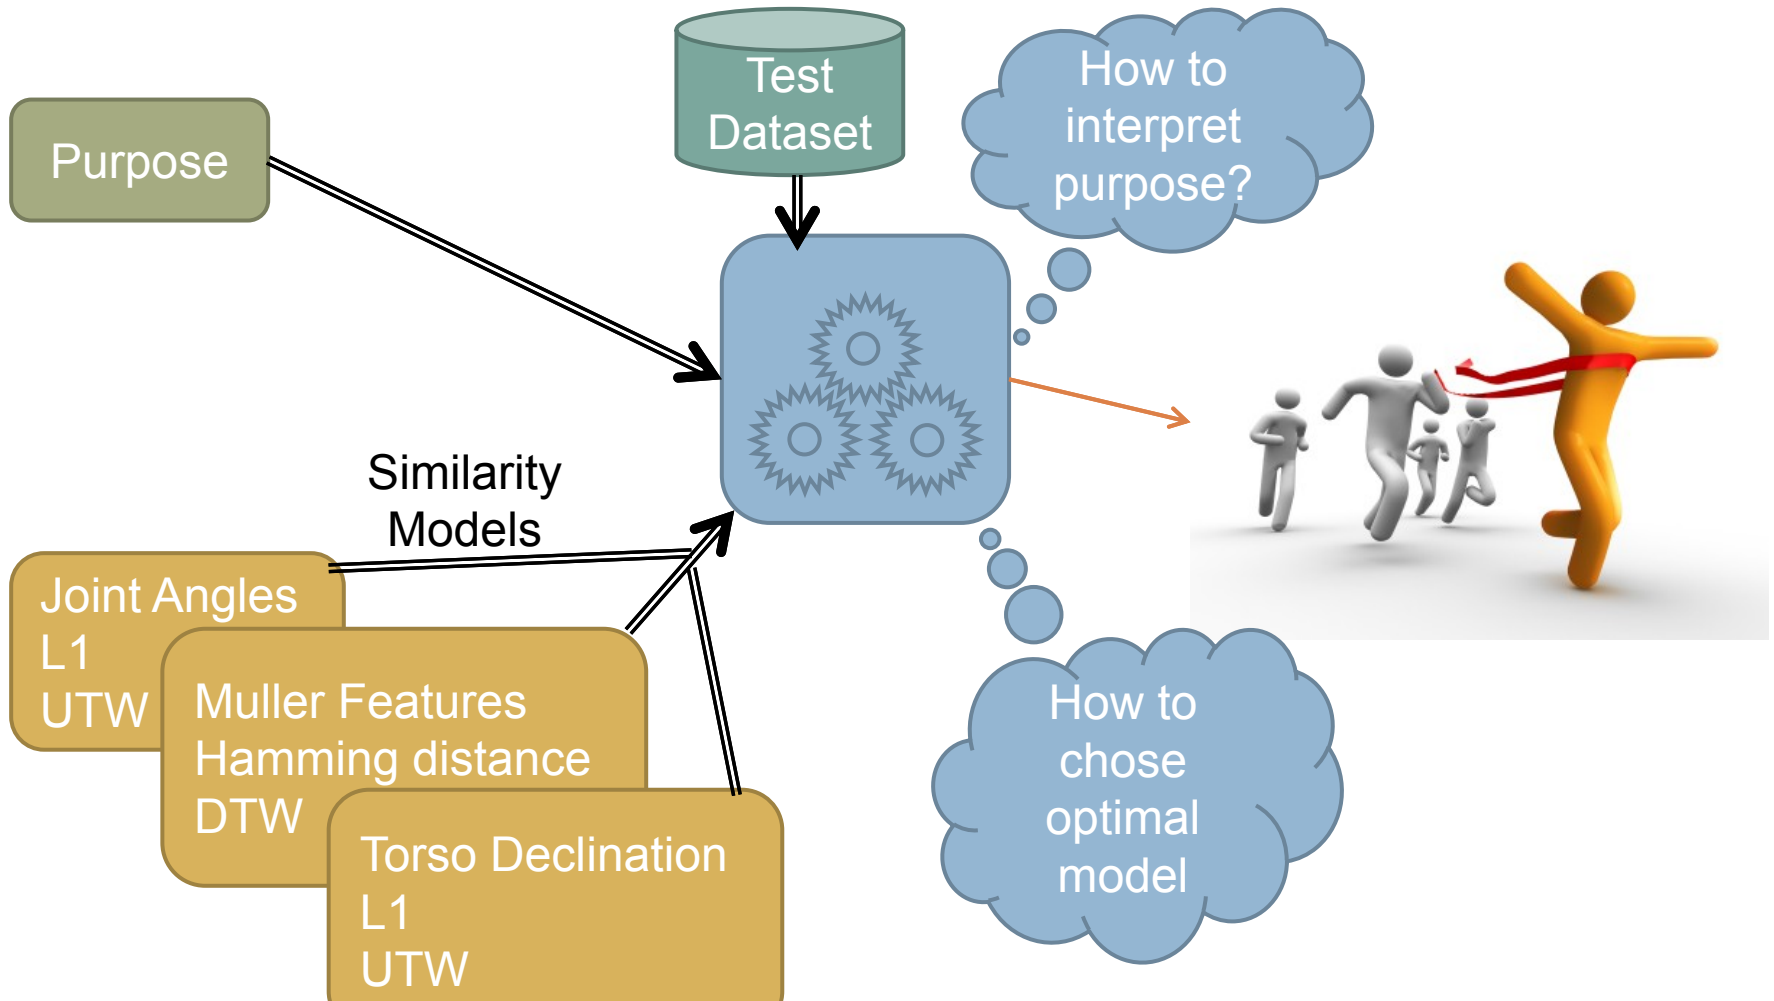 Test
Dataset
How to
interpret
purpose?
Purpose
Similarity
Models
Joint Angles
L1
UTW
Muller Features
Hamming distance
DTW
Torso Declination
L1
UTW
How to
chose
optimal
model